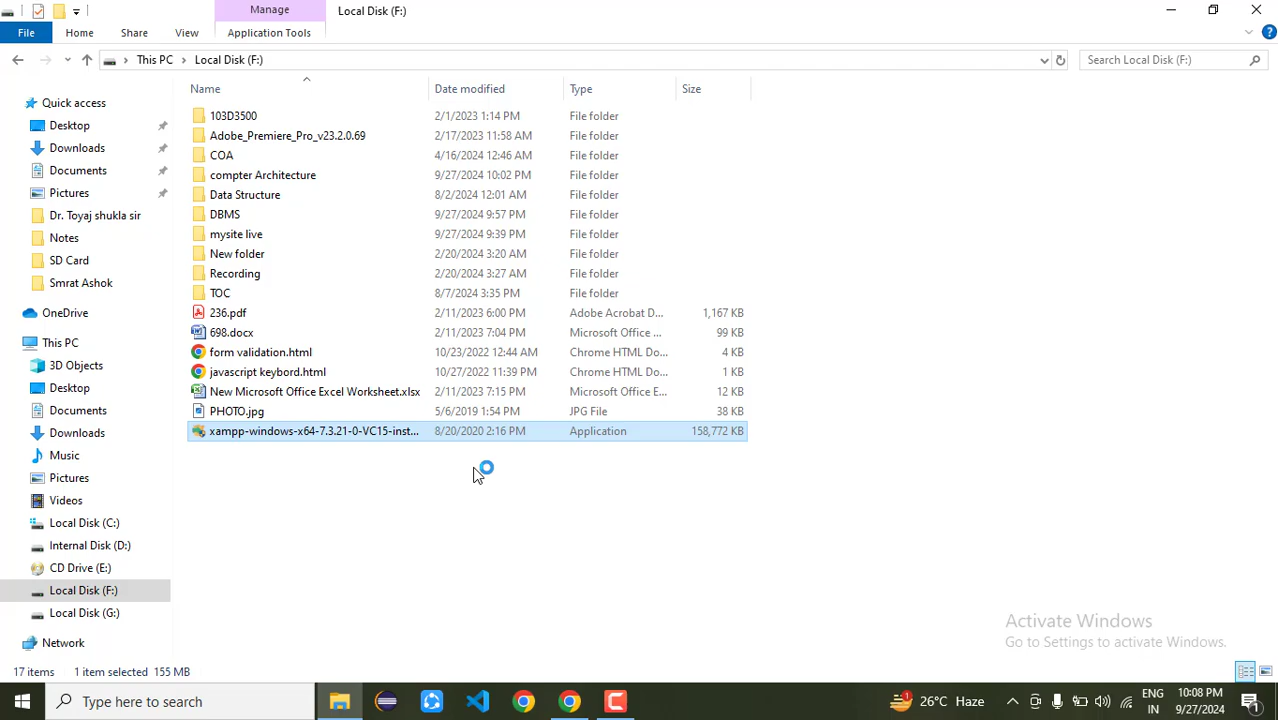 Manage
Local Disk (F:)
File
Home
Share
View
Application Tools
This PC
Local Disk (F:)
Search Local Disk (F:)
Name
Date modified
Type
Size
103D3500
2/1/2023 1:14 PM
File folder
Adobe_Premiere_Pro_v23.2.0.69
2/17/2023 11:58 AM
File folder
COA
4/16/2024 12:46 AM
File folder
compter Architecture
9/27/2024 10:02 PM
File folder
Data Structure
8/2/2024 12:01 AM
File folder
DBMS
9/27/2024 9:57 PM
File folder
mysite live
9/27/2024 9:39 PM
File folder
New folder
2/20/2024 3:20 AM
File folder
Recording
2/20/2024 3:27 AM
File folder
TOC
8/7/2024 3:35 PM
File folder
236.pdf
2/11/2023 6:00 PM
Adobe Acrobat D...
1,167 KB
698.docx
2/11/2023 7:04 PM
Microsoft Office ...
99 KB
form validation.html
10/23/2022 12:44 AM
Chrome HTML Do...
4 KB
javascript keybord.html
10/27/2022 11:39 PM
Chrome HTML Do...
1 KB
New Microsoft Office Excel Worksheet.xlsx
2/11/2023 7:15 PM
Microsoft Office E...
12 KB
PHOTO.jpg
5/6/2019 1:54 PM
JPG File
38 KB
xampp-windows-x64-7.3.21-0-VC15-inst...
8/20/2020 2:16 PM
Application
158,772 KB
Quick access
Desktop
Downloads
Documents
Pictures
Dr. Toyaj shukla sir
Notes
SD Card
Smrat Ashok
OneDrive
This PC
3D Objects
Desktop
Documents
Downloads
Music
Pictures
Videos
Local Disk (C:)
Internal Disk (D:)
CD Drive (E:)
Local Disk (F:)
Local Disk (G:)
Network
Activate Windows
Go to Settings to activate Windows.
17 items
1 item selected 155 MB
Type here to search
1
26°C Haze
ENG
IN
10:08 PM
9/27/2024
1